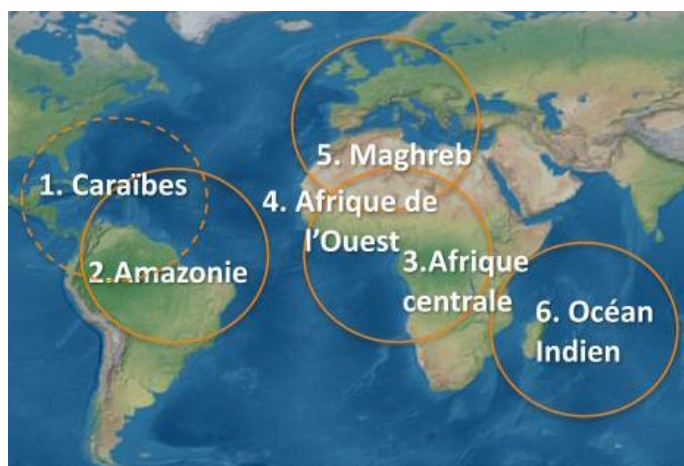 1. Caraïbes
2.Amazonie
3.Afrique
centrale
4. Afrique de
l’Ouest
5. Maghreb
6. Océan
Indien